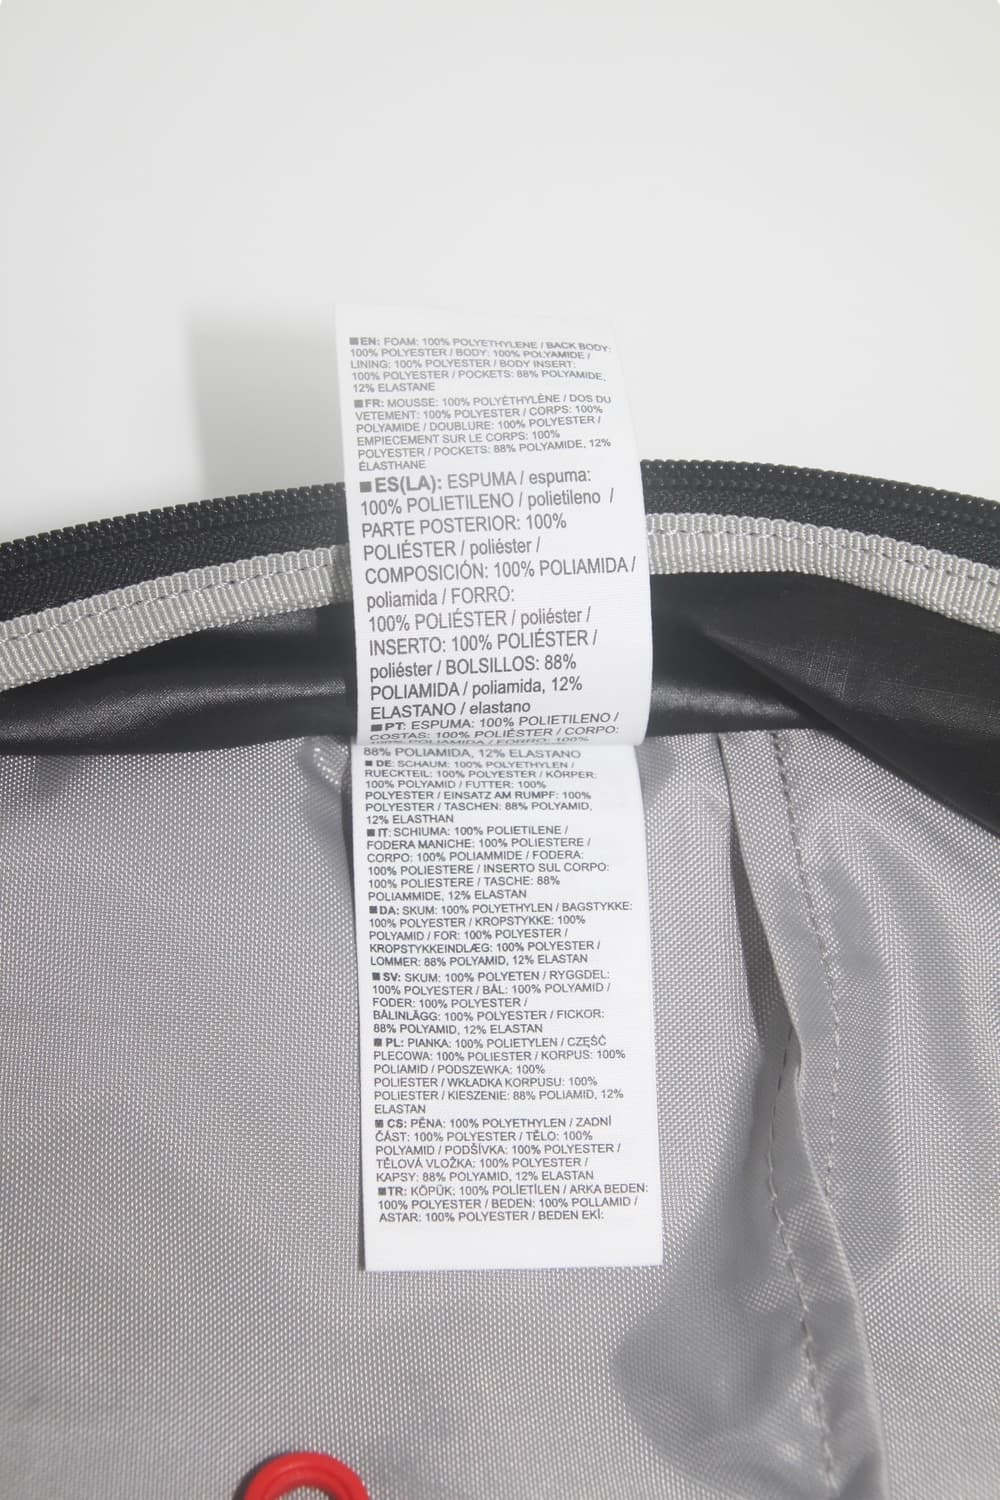 ■EN: FOAM: 100% POLYETHYLENE / BACK BODY:
100% POLYESTER / BODY: 100% POLYAMIDE /
LINING: 100% POLYESTER / BODY INSERT:
100% POLYESTER / POCKETS: 88% POLYAMIDE,
12% ELASTANE
■FR: MOUSSE: 100% POLYÉTHYLÈNE / DOS DU
VETEMENT: 100% POLYESTER / CORPS: 100%
POLYAMIDE / DOUBLURE: 100% POLYESTER /
EMPIECEMENT SUR LE CORPS: 100%
POLYESTER / POCKETS: 88% POLYAMIDE, 12%
ÉLASTHANE
■ES(LA): ESPUMA / espuma:
100% POLIETILENO / polietileno /
PARTE POSTERIOR: 100%
POLIÉSTER / poliéster /
COMPOSICIÓN: 100% POLIAMIDA /
poliamida / FORRO:
100% POLIÉSTER / poliéster /
INSERTO: 100% POLIÉSTER /
poliéster / BOLSILLOS: 88%
POLIAMIDA / poliamida, 12%
ELASTANO / elastano
■PT: ESPUMA: 100% POLIETILENO /
COSTAS: 100% POLIÉSTER / CORPO:
100% POLIAMIDA / FORRO: 100%
88% POLIAMIDA, 12% ELASTANO
■DE: SCHAUM: 100% POLYETHYLEN /
RUECKTEIL: 100% POLYESTER / KÖRPER:
100% POLYAMID / FUTTER: 100%
POLYESTER / EINSATZ AM RUMPF: 100%
POLYESTER / TASCHEN: 88% POLYAMID,
12% ELASTHAN
■IT: SCHIUMA: 100% POLIETILENE /
FODERA MANICHE: 100% POLIESTERE /
CORPO: 100% POLIAMMIDE / FODERA:
100% POLIESTERE / INSERTO SUL CORPO:
100% POLIESTERE / TASCHE: 88%
POLIAMMIDE, 12% ELASTAN
■DA: SKUM: 100% POLYETHYLEN / BAGSTYKKE:
100% POLYESTER / KROPSTYKKE: 100%
POLYAMID / FOR: 100% POLYESTER /
KROPSTYKKEINDLÆG: 100% POLYESTER /
LOMMER: 88% POLYAMID, 12% ELASTAN
■SV: SKUM: 100% POLYETEN / RYGGDEL:
100% POLYESTER / BÅL: 100% POLYAMID /
FODER: 100% POLYESTER /
BÅLINLÄGG: 100% POLYESTER / FICKOR:
88% POLYAMID, 12% ELASTAN
■PL: PIANKA: 100% POLIETYLEN / CZĘŚĆ
PLECOWA: 100% POLIESTER / KORPUS: 100%
POLIAMID / PODSZEWKA: 100%
POLIESTER / WKŁADKA KORPUSU: 100%
POLIESTER / KIESZENIE: 88% POLIAMID, 12%
ELASTAN
■CS: PĚNA: 100% POLYETHYLEN / ZADNÍ
ČÁST: 100% POLYESTER / TĚLO: 100%
POLYAMID / PODŠÍVKA: 100% POLYESTER /
TĚLOVÁ VLOŽKA: 100% POLYESTER /
KAPSY: 88% POLYAMID, 12% ELASTAN
■TR: KÖPÜK: 100% POLİETİLEN / ARKA BEDEN:
100% POLYESTER / BEDEN: 100% POLLAMID /
ASTAR: 100% POLYESTER / BEDEN EKİ: